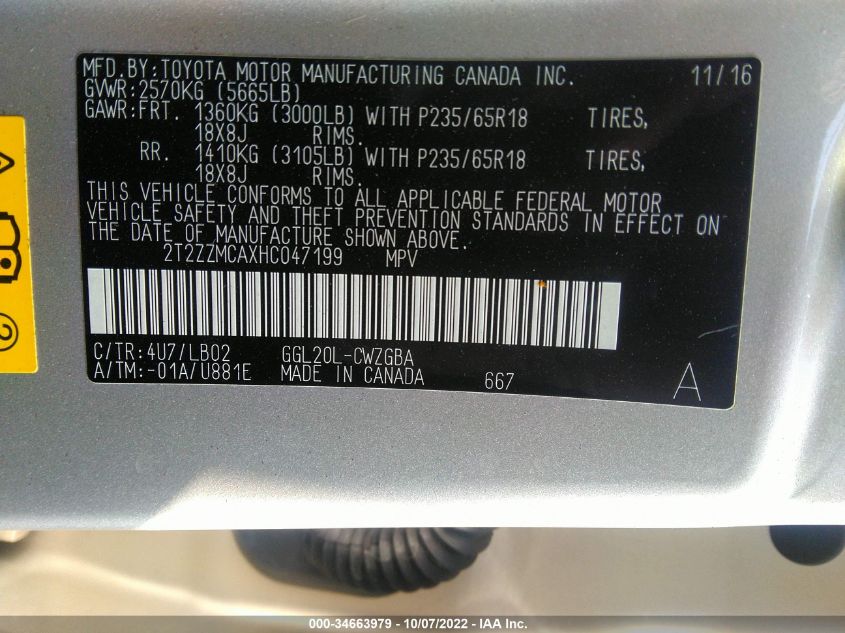 MFD.BY:TOYOTA MOTOR MANUFACTURING CANADA INC. 11/16
GVWR:2570KG (5665LB)
GAWR:FRT. 1360KG (3000LB) WITH P235/65R18 TIRES,
18X8J RIMS.
RR. 1410KG (3105LB) WITH P235/65R18 TIRES,
18X8J RIMS.
THIS VEHICLE CONFORMS TO ALL APPLICABLE FEDERAL MOTOR
VEHICLE SAFETY AND THEFT PREVENTION STANDARDS IN EFFECT ON
THE DATE OF MANUFACTURE SHOWN ABOVE.
2T2ZZMCAXHC047199 MPV
C/TR:4U7/LB02 GGL20L-CWZGBA
A/TM:-01A/U881E MADE IN CANADA 667 A
2
000-34663979 - 10/07/2022 - IAA Inc.